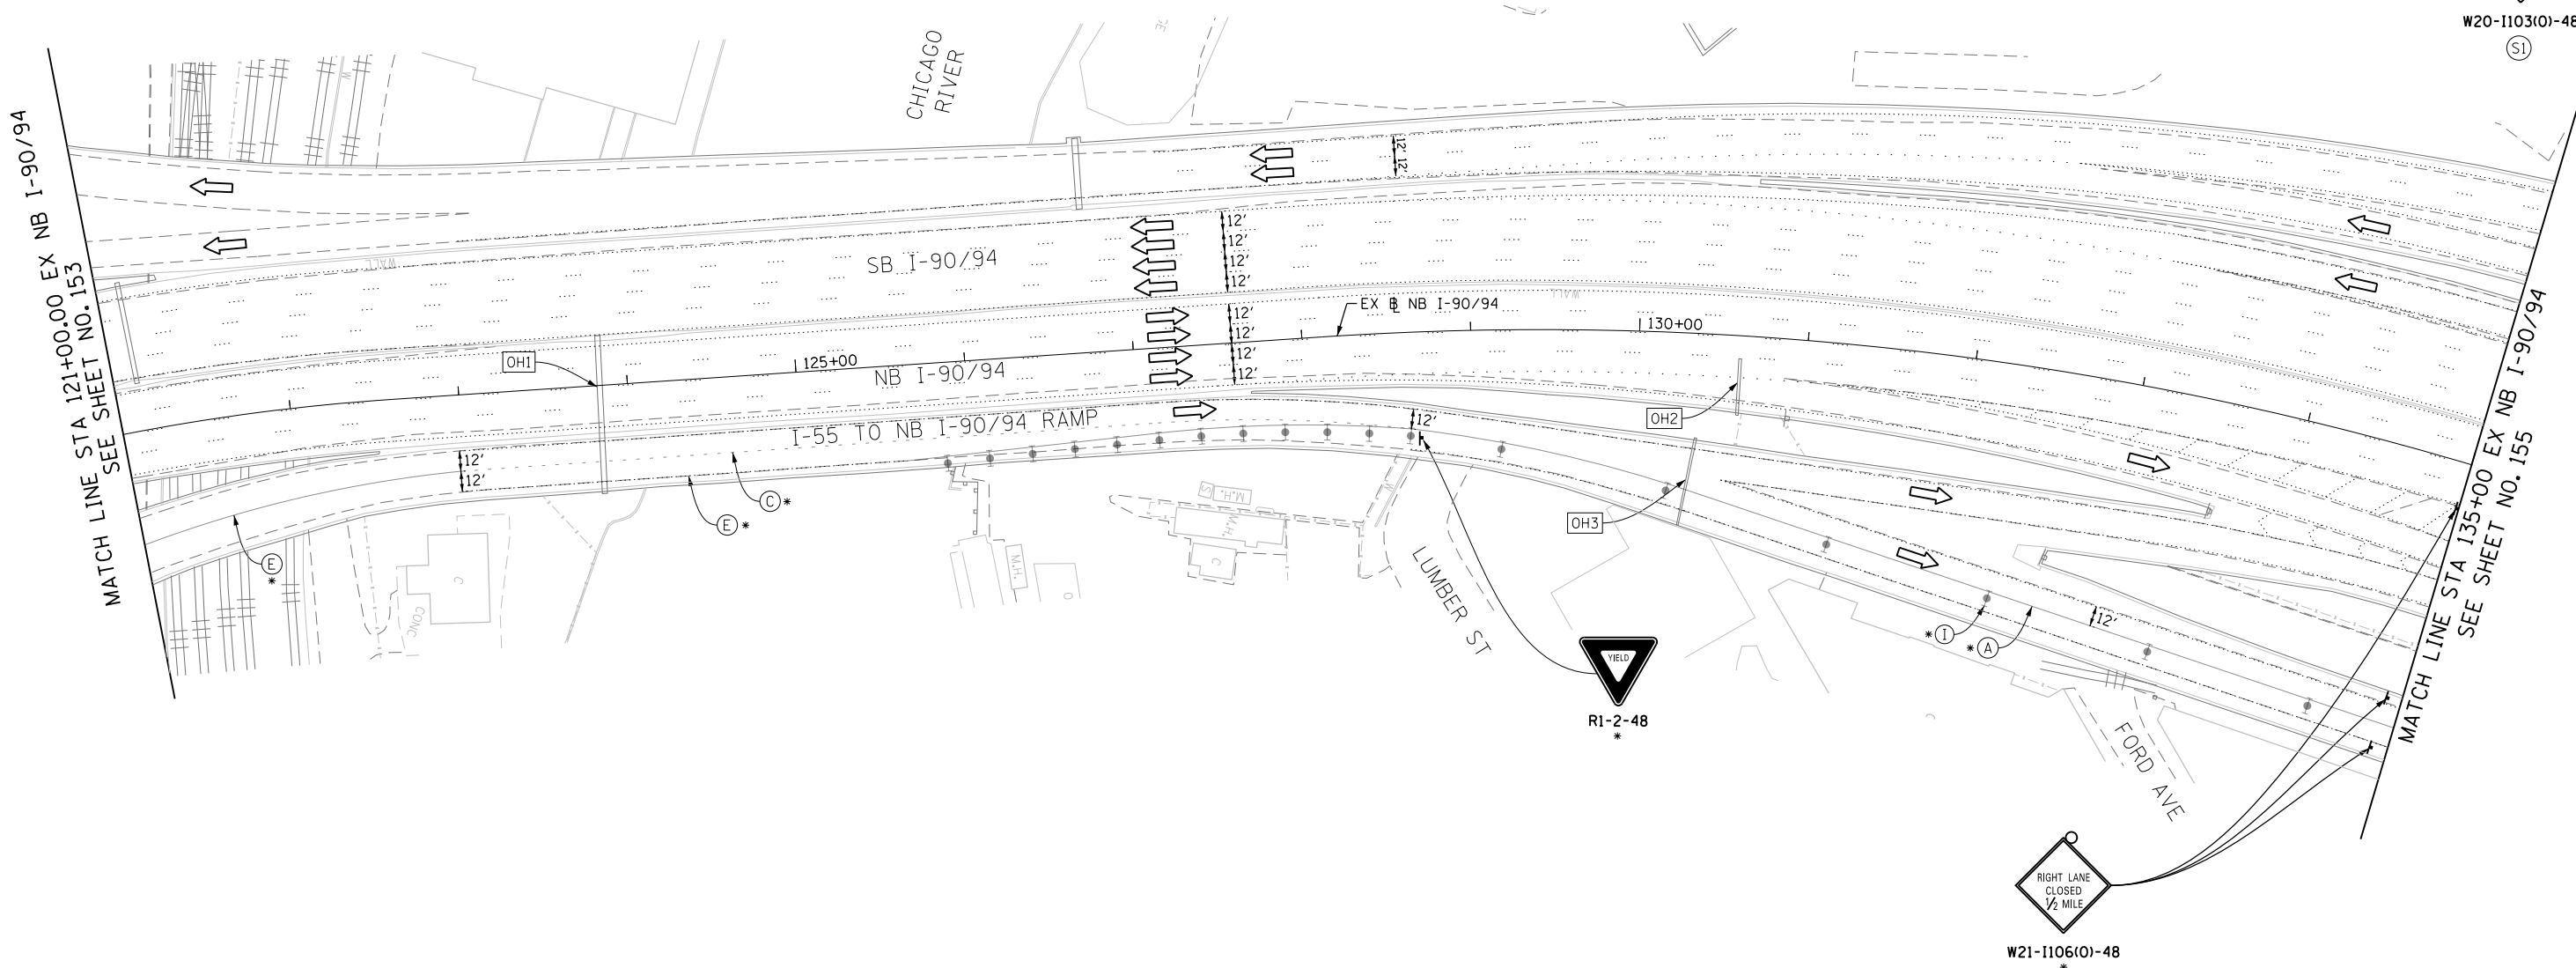 W20-I103(O)-48
S1
CHICAGO
RIVER
MATCH LINE STA 121+00.00 EX NB I-90/94
SEE SHEET NO. 153
W
12'
12'
WALL
SB I-90/94
12'
12'
12'
12'
EX B NB I-90/94
WALL
130+00
12'
12'
12'
12'
OH1
125+00
NB I-90/94
OH2
I-55 TO NB I-90/94 RAMP
12'
12'
12'
C *
E *
E
*
OH3
M.H.
S
M.H.
C
M.H.
O
C
CONC
LUMBER ST
YIELD
R1-2-48
*
* I
* A
12'
FORD AVE
MATCH LINE STA 135+00 EX NB I-90/94
SEE SHEET NO. 155
RIGHT LANE
CLOSED
1/2 MILE
W21-I106(O)-48
*